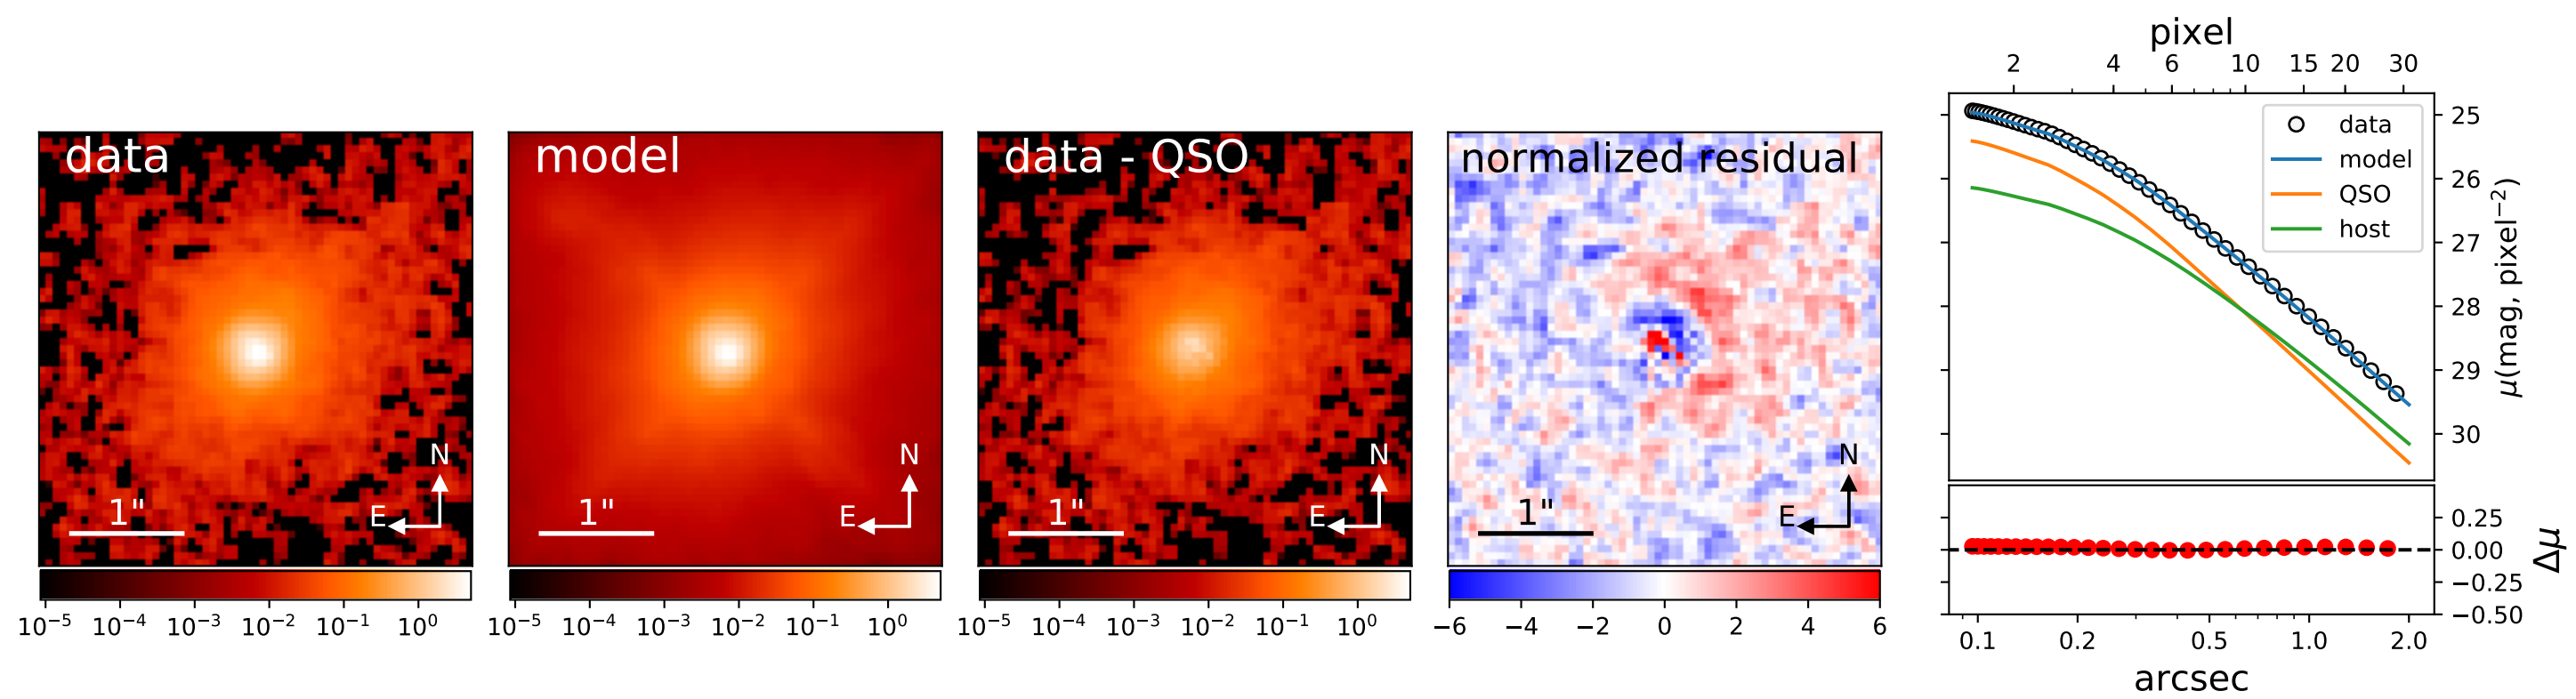 data
N
E
1"
10⁻⁵ 10⁻⁴ 10⁻³ 10⁻² 10⁻¹ 10⁰
model
N
E
1"
10⁻⁵ 10⁻⁴ 10⁻³ 10⁻² 10⁻¹ 10⁰
data - QSO
N
E
1"
10⁻⁵ 10⁻⁴ 10⁻³ 10⁻² 10⁻¹ 10⁰
normalized residual
N
E
1"
−6 −4 −2 0 2 4 6
pixel
2 4 6 10 15 20 30
data
model
QSO
host
25
26
27
28
29
30
μ(mag, pixel⁻²)
0.25
0.00
−0.25
−0.50
Δμ
0.1 0.2 0.5 1.0 2.0
arcsec